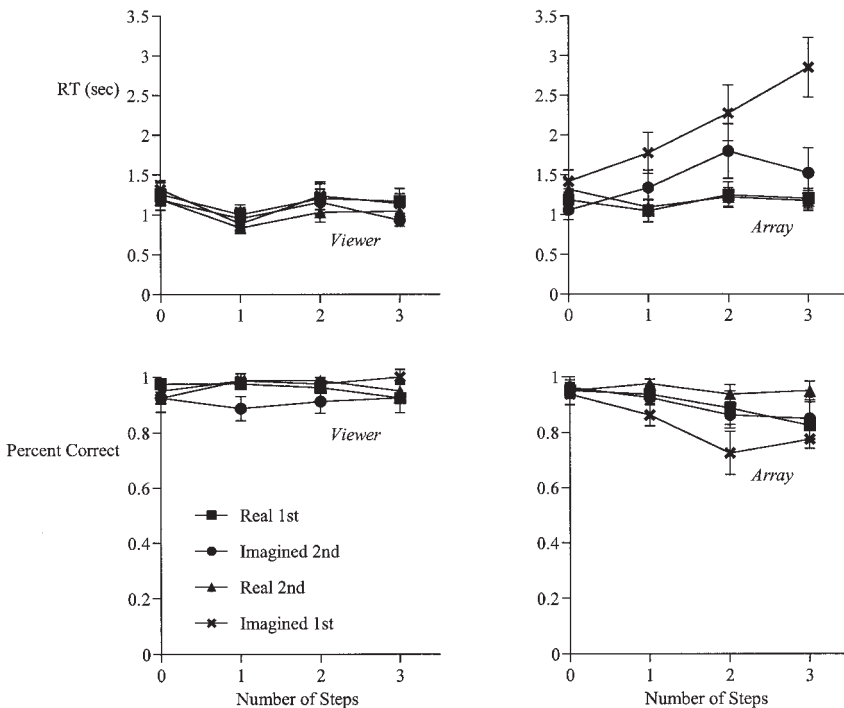 RT (sec)
3.5
3
2.5
2
1.5
1
0.5
0
0 1 2 3
Viewer
3.5
3
2.5
2
1.5
1
0.5
0
0 1 2 3
Array
Percent Correct
1
0.8
0.6
0.4
0.2
0
0 1 2 3
Number of Steps
Viewer
Real 1st
Imagined 2nd
Real 2nd
Imagined 1st
1
0.8
0.6
0.4
0.2
0
0 1 2 3
Number of Steps
Array